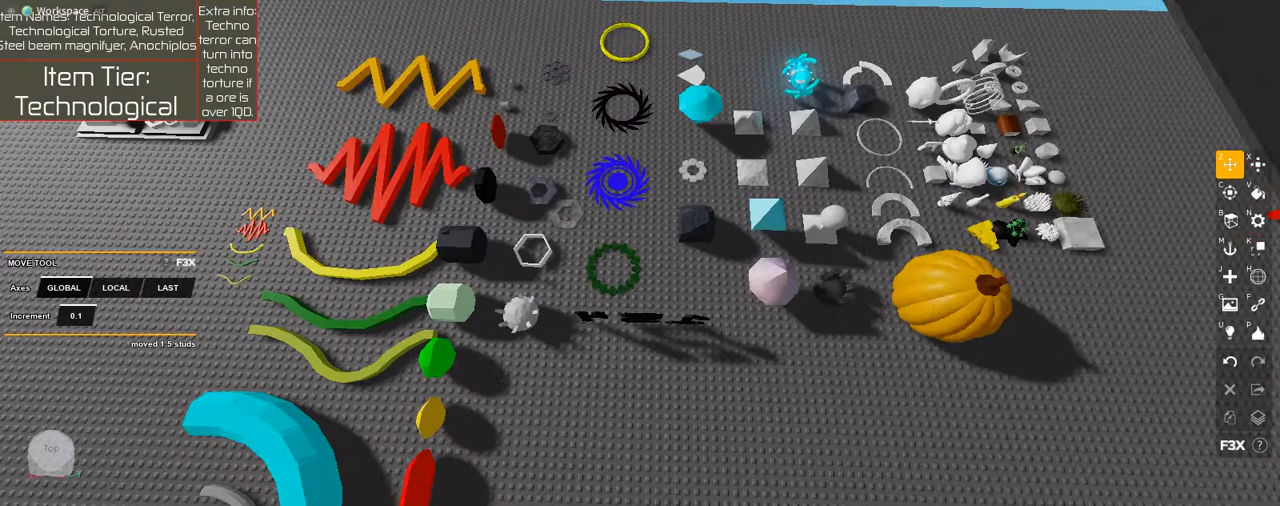 Workspace
Item Names: Technological Terror,
Technological Torture, Rusted
Steel beam magnifyer, Anochiplos
Item Tier:
Technological
Extra info:
Techno
terror can
turn into
techno
torture if
a ore is
over 1QD.
MOVE TOOL ? F3X
Axes GLOBAL LOCAL LAST
Increment 0.1
moved 1.5 studs
Top
Z X
C V
B N
M K
J H
G F
U P
F3X ?